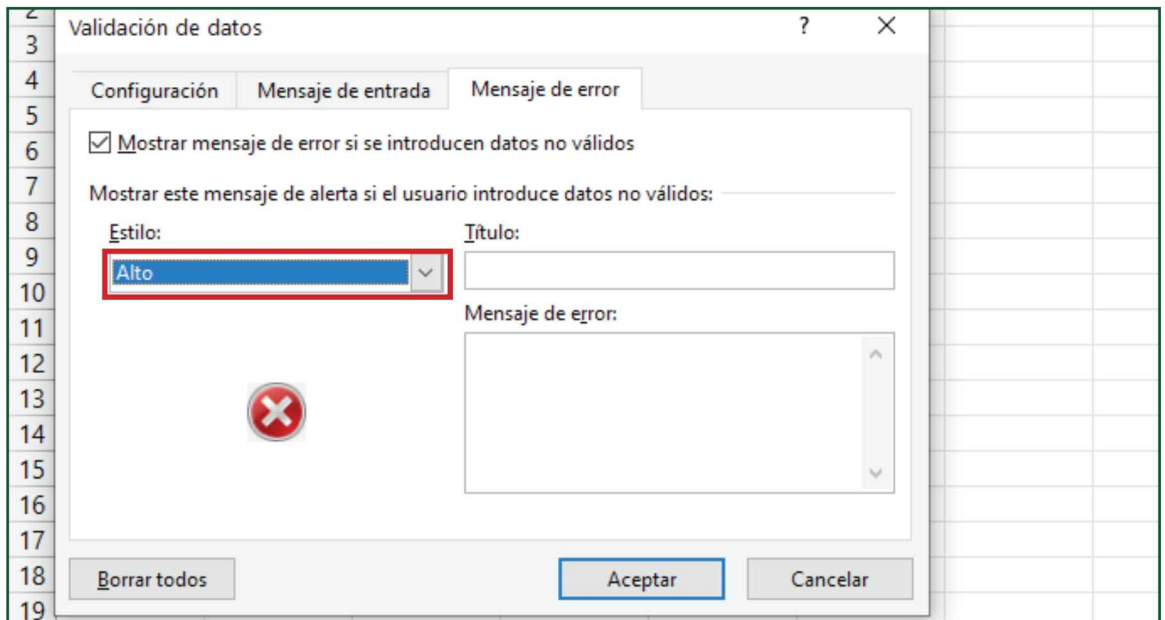 2
3
4
5
6
7
8
9
10
11
12
13
14
15
16
17
18
19
Validación de datos ?
Configuración Mensaje de entrada Mensaje de error
Mostrar mensaje de error si se introducen datos no válidos
Mostrar este mensaje de alerta si el usuario introduce datos no válidos:
Estilo: Título:
Alto
Mensaje de error:
Borrar todos Aceptar Cancelar